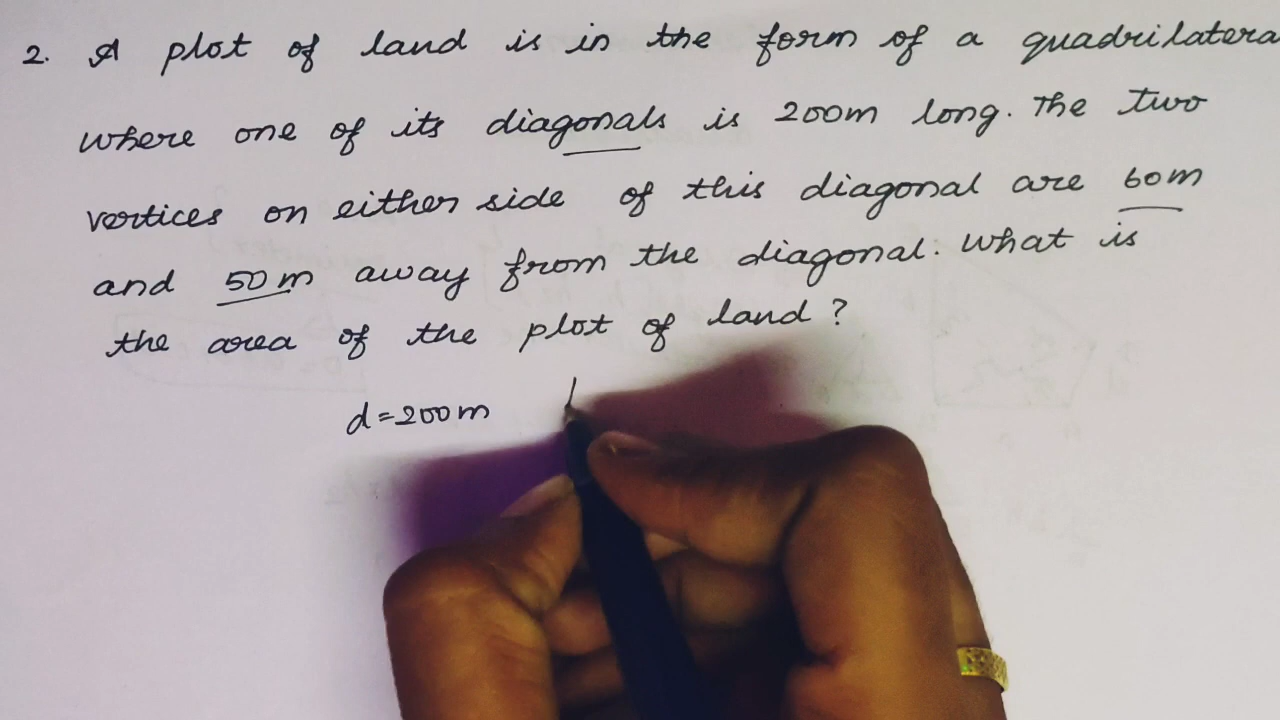 2. A plot of land is in the form of a quadrilatera
where one of its diagonals is 200m long. The two
vertices on either side of this diagonal are 60m
and 50m away from the diagonal. What is
the area of the plot of land?
d=200m